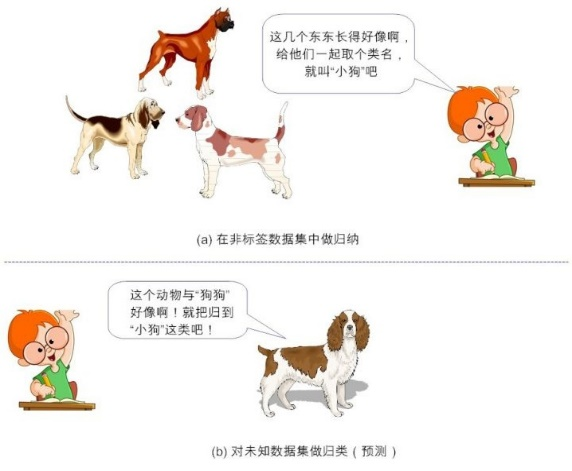 这几个东东长得好像啊，
给他们一起取个类名，
就叫“小狗”吧
(a) 在非标签数据集中做归纳
这个动物与“狗狗”
好像啊！就把归到
“小狗”这类吧！
(b) 对未知数据集做归类（预测）